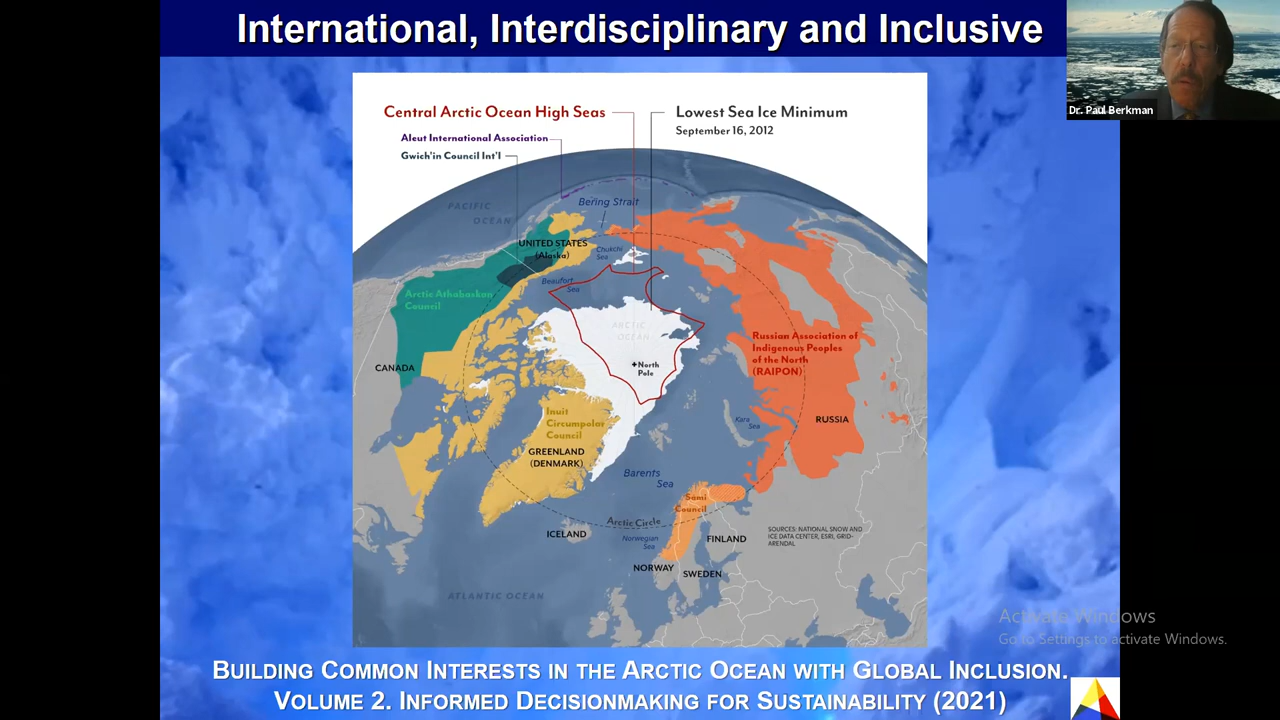 International, Interdisciplinary and Inclusive
Dr. Paul Berkman
Central Arctic Ocean High Seas
Lowest Sea Ice Minimum
September 16, 2012
Aleut International Association
Gwich'in Council Int'l
PACIFIC
OCEAN
Bering Strait
UNITED STATES
(Alaska)
Chukchi
Sea
Beaufort
Sea
Arctic Athabaskan
Council
ARCTIC
OCEAN
Russian Association of
Indigenous Peoples
of the North
(RAIPON)
CANADA
North
Pole
Inuit
Circumpolar
Council
Kara
Sea
RUSSIA
GREENLAND
(DENMARK)
Barents
Sea
Sami
Council
Arctic Circle
ICELAND
Norwegian
Sea
FINLAND
SOURCES: NATIONAL SNOW AND
ICE DATA CENTER, ESRI, GRID-
ARENDAL
NORWAY
SWEDEN
ATLANTIC OCEAN
Activate Windows
Go to Settings to activate Windows.
BUILDING COMMON INTERESTS IN THE ARCTIC OCEAN WITH GLOBAL INCLUSION.
VOLUME 2. INFORMED DECISIONMAKING FOR SUSTAINABILITY (2021)